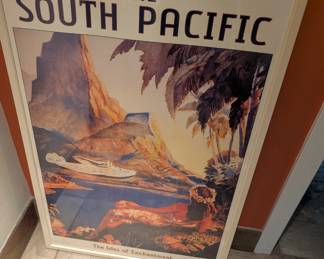 SOUTH PACIFIC
The Isles of Enchantment